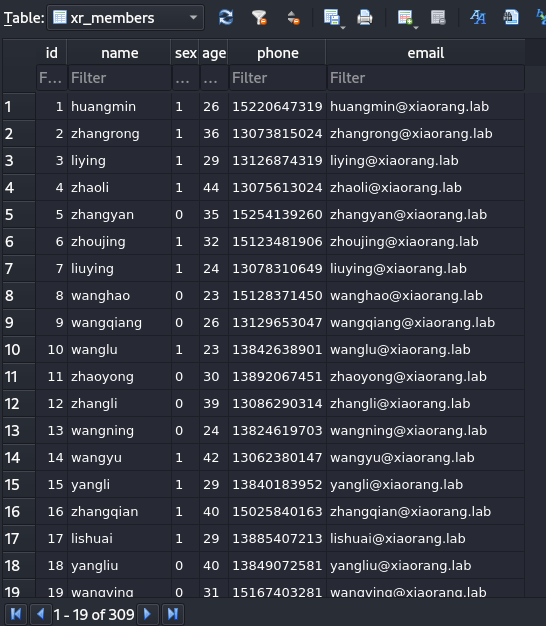 Table: xr_members
id name sex age phone email
F... Filter ... ... Filter Filter
1 1 huangmin 1 26 15220647319 huangmin@xiaorang.lab
2 2 zhangrong 1 36 13073815024 zhangrong@xiaorang.lab
3 3 liying 1 29 13126874319 liying@xiaorang.lab
4 4 zhaoli 1 44 13075613024 zhaoli@xiaorang.lab
5 5 zhangyan 0 35 15254139260 zhangyan@xiaorang.lab
6 6 zhoujing 1 32 15123481906 zhoujing@xiaorang.lab
7 7 liuying 1 24 13078310649 liuying@xiaorang.lab
8 8 wanghao 0 23 15128371450 wanghao@xiaorang.lab
9 9 wangqiang 0 26 13129653047 wangqiang@xiaorang.lab
10 10 wanglu 1 23 13842638901 wanglu@xiaorang.lab
11 11 zhaoyong 0 30 13892067451 zhaoyong@xiaorang.lab
12 12 zhangli 0 39 13086290314 zhangli@xiaorang.lab
13 13 wangning 0 24 13824619703 wangning@xiaorang.lab
14 14 wangyu 1 42 13062380147 wangyu@xiaorang.lab
15 15 yangli 1 29 13840183952 yangli@xiaorang.lab
16 16 zhangqian 1 40 15025840163 zhangqian@xiaorang.lab
17 17 lishuai 1 29 13885407213 lishuai@xiaorang.lab
18 18 yangliu 0 40 13849072581 yangliu@xiaorang.lab
19 19 wangying 0 31 15167403281 wangying@xiaorang.lab
1 - 19 of 309